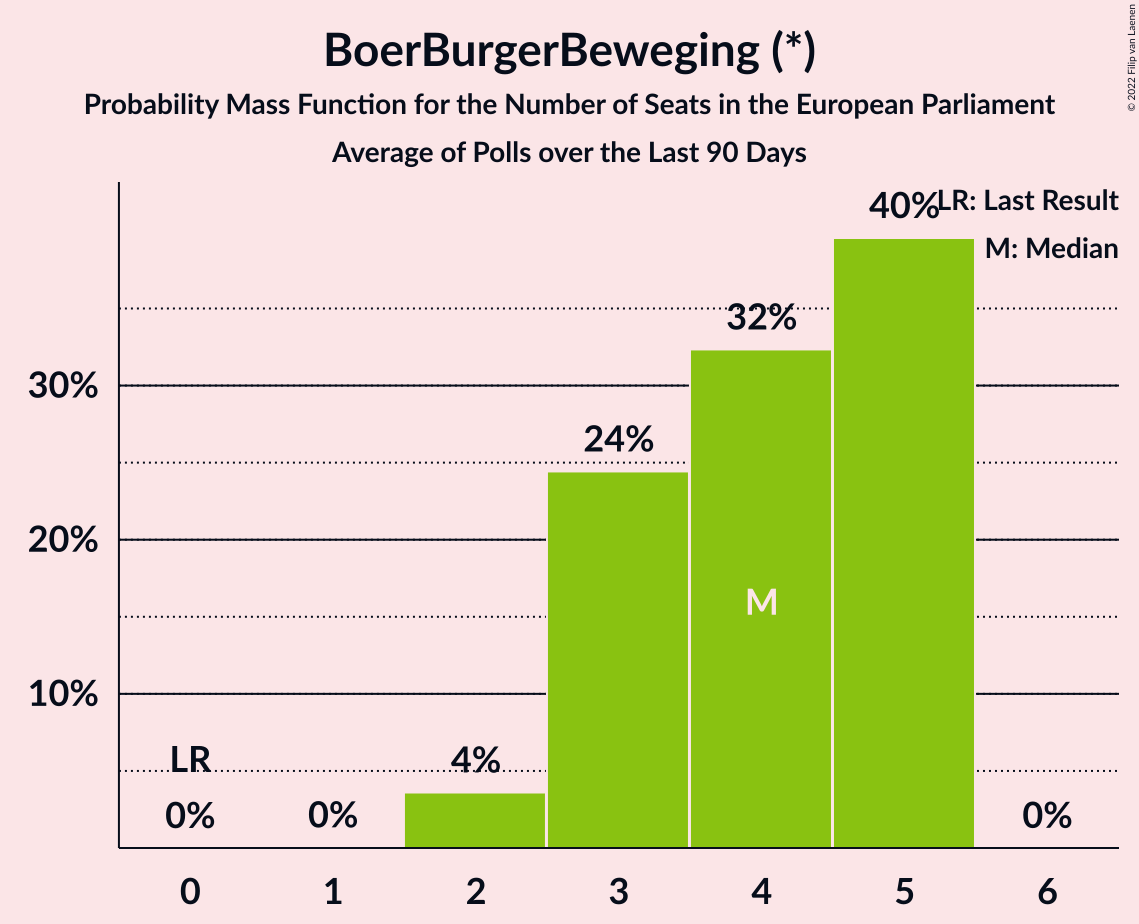 BoerBurgerBeweging (*)
Probability Mass Function for the Number of Seats in the European Parliament
Average of Polls over the Last 90 Days
© 2022 Filip van Laenen
LR: Last Result
M: Median
40%
32%
30%
24%
20%
M
10%
LR
4%
0%
0%
0%
0
1
2
3
4
5
6